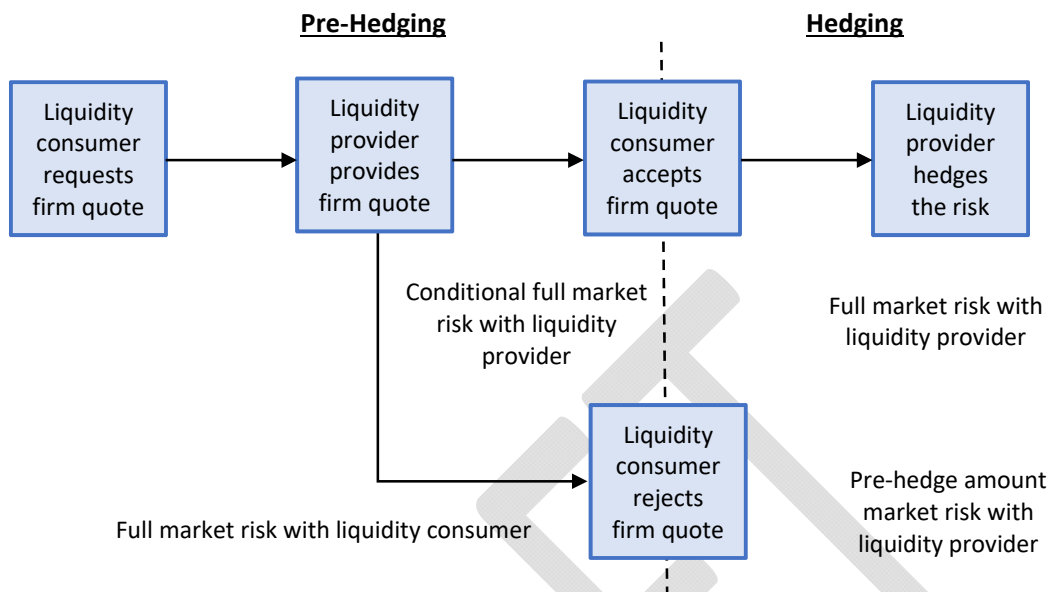 Pre-Hedging
Hedging
Liquidity
consumer
requests
firm quote
Liquidity
provider
provides
firm quote
Liquidity
consumer
accepts
firm quote
Liquidity
provider
hedges
the risk
Conditional full market
risk with liquidity
provider
Full market risk with
liquidity provider
Liquidity
consumer
rejects
firm quote
Full market risk with liquidity consumer
Pre-hedge amount
market risk with
liquidity provider